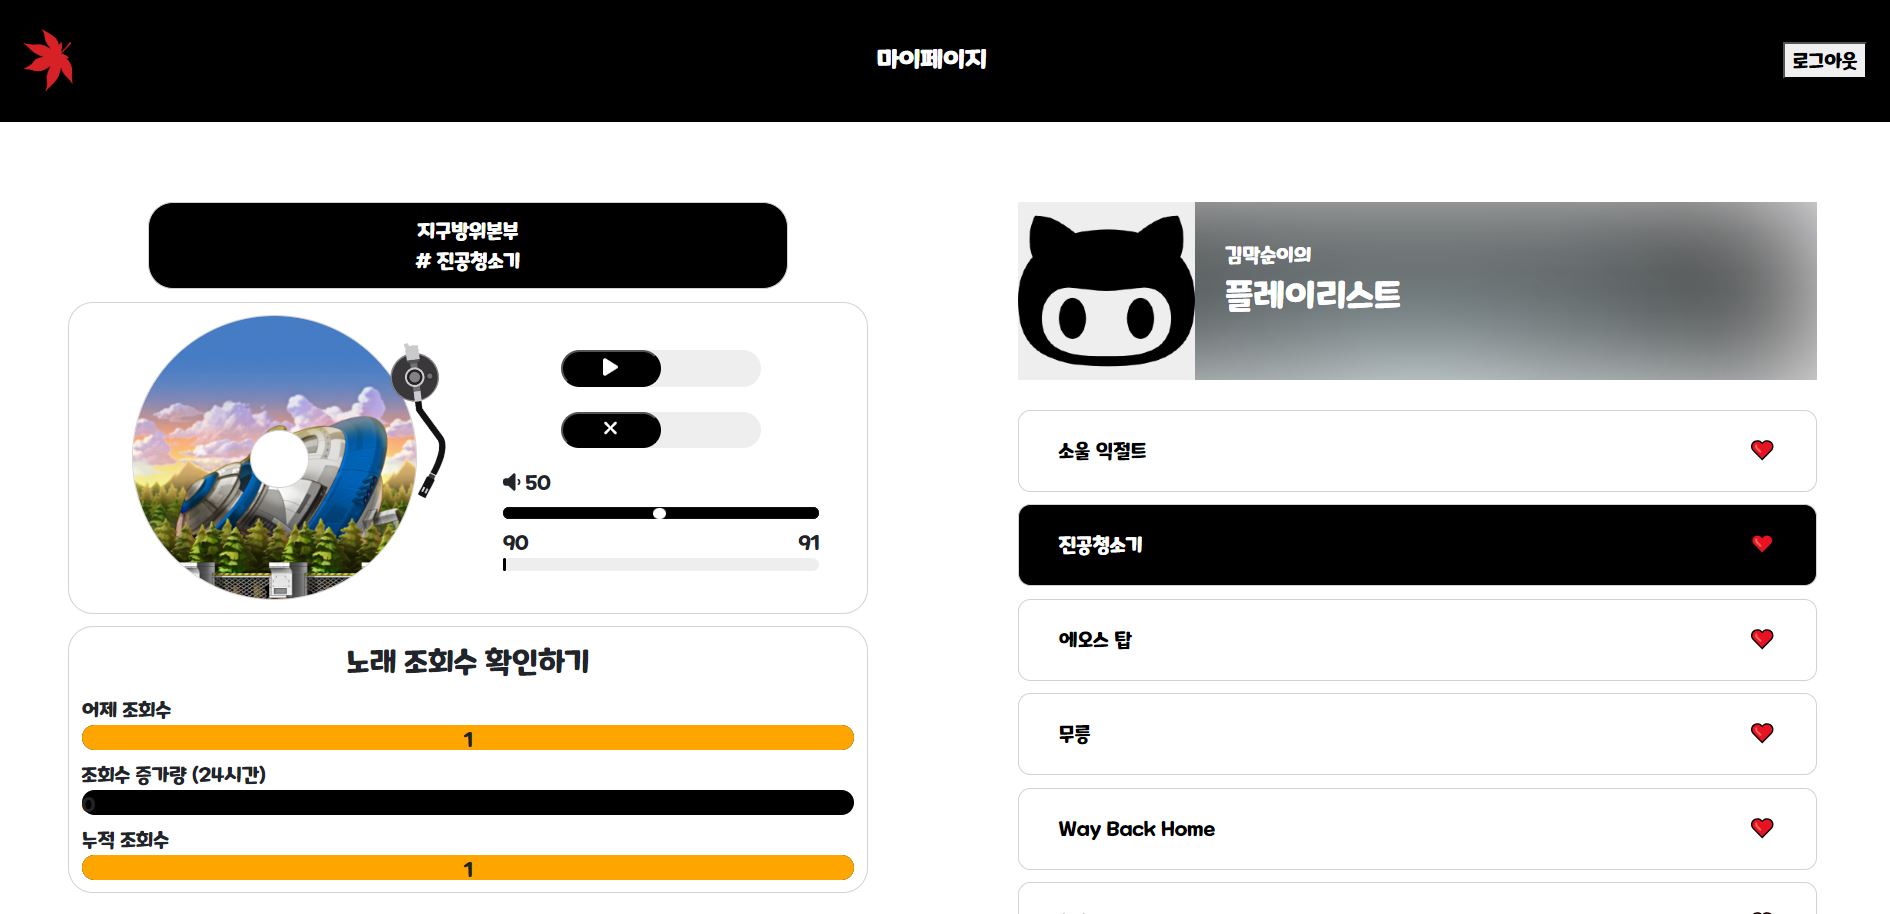 마이페이지
로그아웃
지구방위본부
# 진공청소기
50
90 91
노래 조회수 확인하기
어제 조회수
1
조회수 증가량 (24시간)
0
누적 조회수
1
김막순이의
플레이리스트
소울 익절트
진공청소기
에오스 탑
무릉
Way Back Home